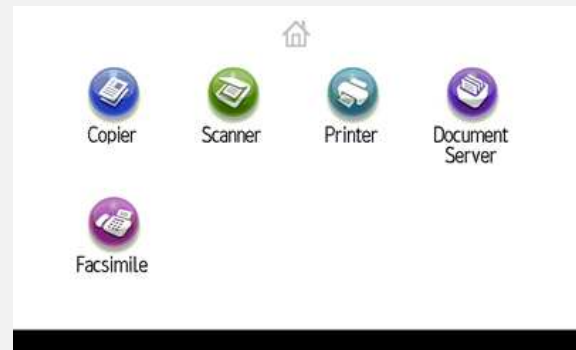 Copier
Scanner
Printer
Document
Server
Facsimile